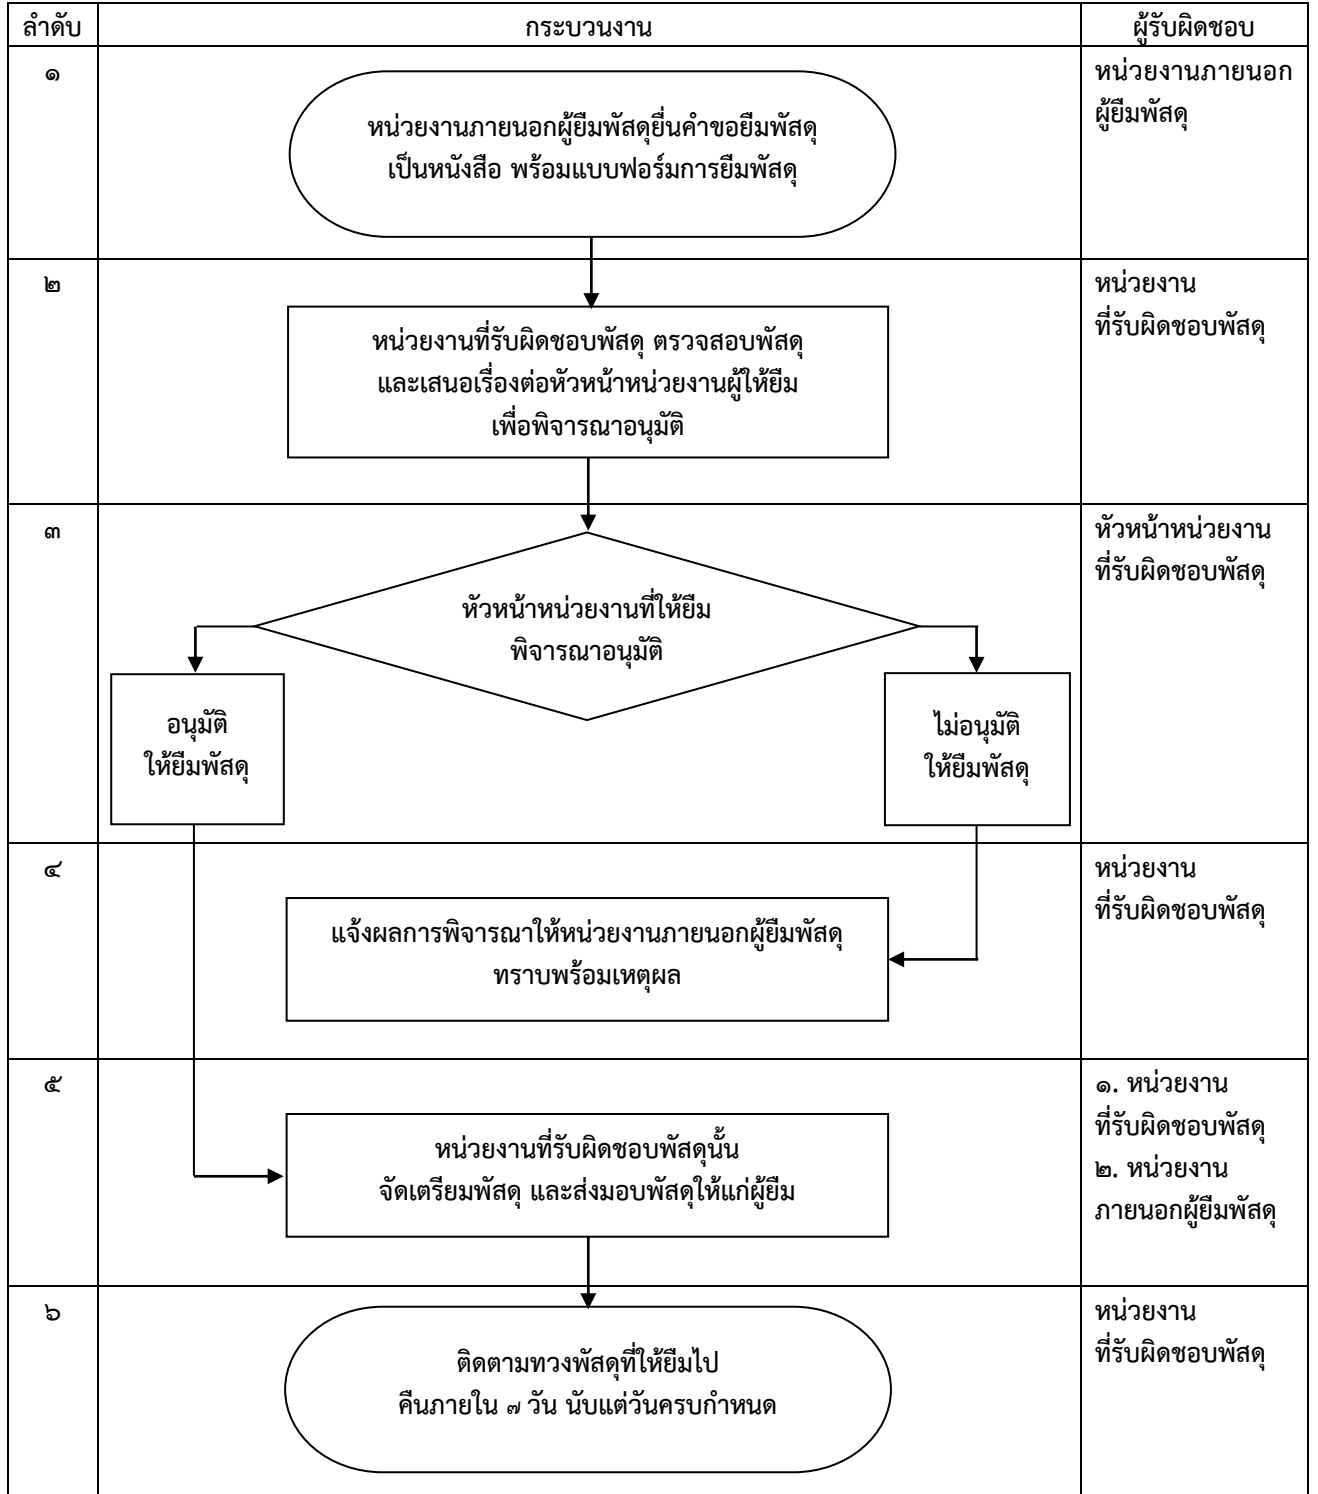 ลำดับ กระบวนงาน ผู้รับผิดชอบ
๑
หน่วยงานภายนอกผู้ยืมพัสดุยื่นคำขอยืมพัสดุ
เป็นหนังสือ พร้อมแบบฟอร์มการยืมพัสดุ
หน่วยงานภายนอก
ผู้ยืมพัสดุ
๒
หน่วยงานที่รับผิดชอบพัสดุ ตรวจสอบพัสดุ
และเสนอเรื่องต่อหัวหน้าหน่วยงานผู้ให้ยืม
เพื่อพิจารณาอนุมัติ
หน่วยงาน
ที่รับผิดชอบพัสดุ
๓
หัวหน้าหน่วยงานที่ให้ยืม
พิจารณาอนุมัติ
อนุมัติ
ให้ยืมพัสดุ
ไม่อนุมัติ
ให้ยืมพัสดุ
หัวหน้าหน่วยงาน
ที่รับผิดชอบพัสดุ
๔
แจ้งผลการพิจารณาให้หน่วยงานภายนอกผู้ยืมพัสดุ
ทราบพร้อมเหตุผล
หน่วยงาน
ที่รับผิดชอบพัสดุ
๕
หน่วยงานที่รับผิดชอบพัสดุนั้น
จัดเตรียมพัสดุ และส่งมอบพัสดุให้แก่ผู้ยืม
๑. หน่วยงาน
ที่รับผิดชอบพัสดุ
๒. หน่วยงาน
ภายนอกผู้ยืมพัสดุ
๖
ติดตามทวงพัสดุที่ให้ยืมไป
คืนภายใน ๗ วัน นับแต่วันครบกำหนด
หน่วยงาน
ที่รับผิดชอบพัสดุ